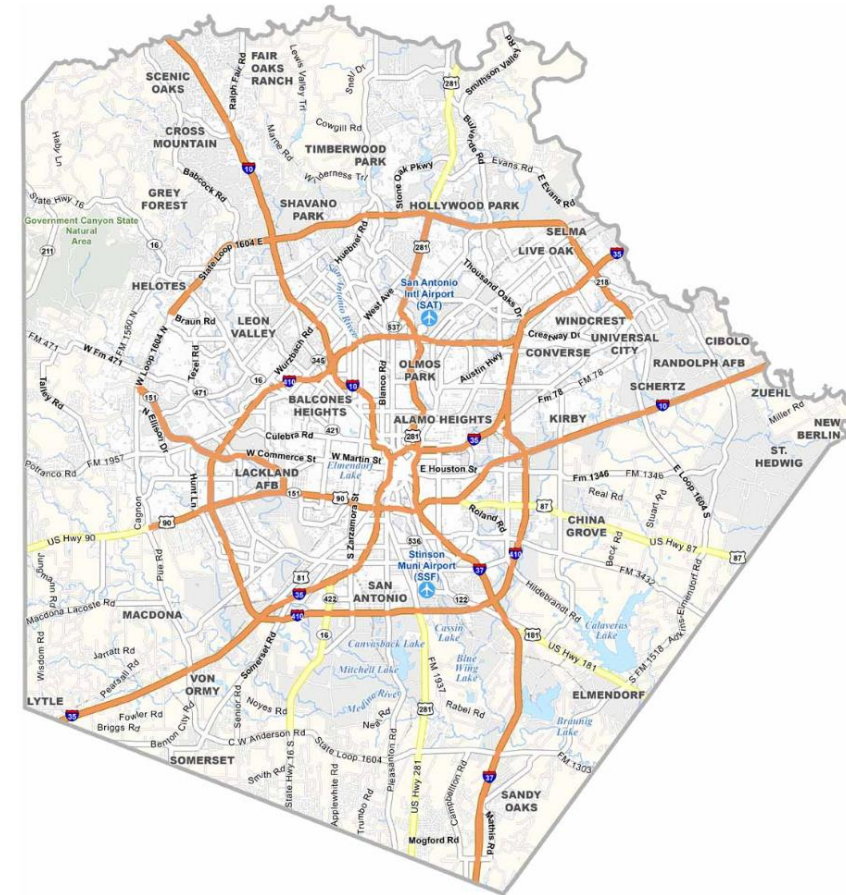 FAIR
OAKS
RANCH
SCENIC
OAKS
Ralph Fair Rd
Lewis Valley Trl
Snell Dr
281
Smithson Valley Rd
Haby Ln
CROSS
MOUNTAIN
Cowgill Rd
Mayne Rd
TIMBERWOOD
PARK
Stone Oak Pkwy
Bulverde Rd
Evans Rd
E Evans Rd
10
Babcock Rd
Wilderness Trl
State Hwy 16
GREY
FOREST
SHAVANO
PARK
HOLLYWOOD PARK
Government Canyon State
Natural
Area
16
211
State Loop 1604 E
Huebner Rd
281
SELMA
LIVE OAK
35
HELOTES
San Antonio River
West Ave
San Antonio
Intl Airport
(SAT)
Thousand Oaks Dr
218
FM 1560 N
Braun Rd
LEON
VALLEY
Wurzbach Rd
537
WINDCREST
Crestway Dr
UNIVERSAL
CITY
CIBOLO
FM 471
W Fm 471
W Loop 1604 N
Tezel Rd
345
Blanco Rd
OLMOS
PARK
Austin Hwy
CONVERSE
FM 78
RANDOLPH AFB
Talley Rd
151
471
16
410
10
BALCONES
HEIGHTS
ALAMO HEIGHTS
Fm 78
SCHERTZ
10
ZUEHL
N Ellison Dr
421
Culebra Rd
281
35
KIRBY
Miller Rd
NEW
BERLIN
Potranco Rd
FM 1957
W Commerce St
W Martin St
Elmendorf
Lake
E Houston St
ST.
HEDWIG
LACKLAND
AFB
151
90
Fm 1346
FM 1346
E Loop 1604 S
Cagnon
Hunt Ln
S Zarzamora St
87
Real Rd
Stuart Rd
US Hwy 90
90
Roland Rd
CHINA
GROVE
US Hwy 87
87
Pue Rd
536
Stinson
Muni Airport
(SSF)
37
410
Beck Rd
FM 3432
81
35
SAN
ANTONIO
422
410
122
Hildebrandt Rd
MACDONA
Macdona Lacoste Rd
16
Cassin
Lake
181
US Hwy 181
Calaveras
Lake
S FM 1518
Wisdom Rd
Jarratt Rd
Pearsall Rd
Somerset Rd
Canvasback Lake
Mitchell Lake
FM 1937
Blue
Wing
Lake
ELMENDORF
LYTLE
VON
ORMY
Senior Rd
Noyes Rd
Medina River
Neal Rd
281
Rabel Rd
Braunig
Lake
35
Fowler Rd
Briggs Rd
Benton City Rd
C W Anderson Rd
State Loop 1604
FM 1303
SOMERSET
Smith Rd
State Hwy 16 S
Applewhite Rd
Trumbo Rd
Pleasanton Rd
US Hwy 281
Campbellton Rd
37
SANDY
OAKS
Mogford Rd
Mathis Rd